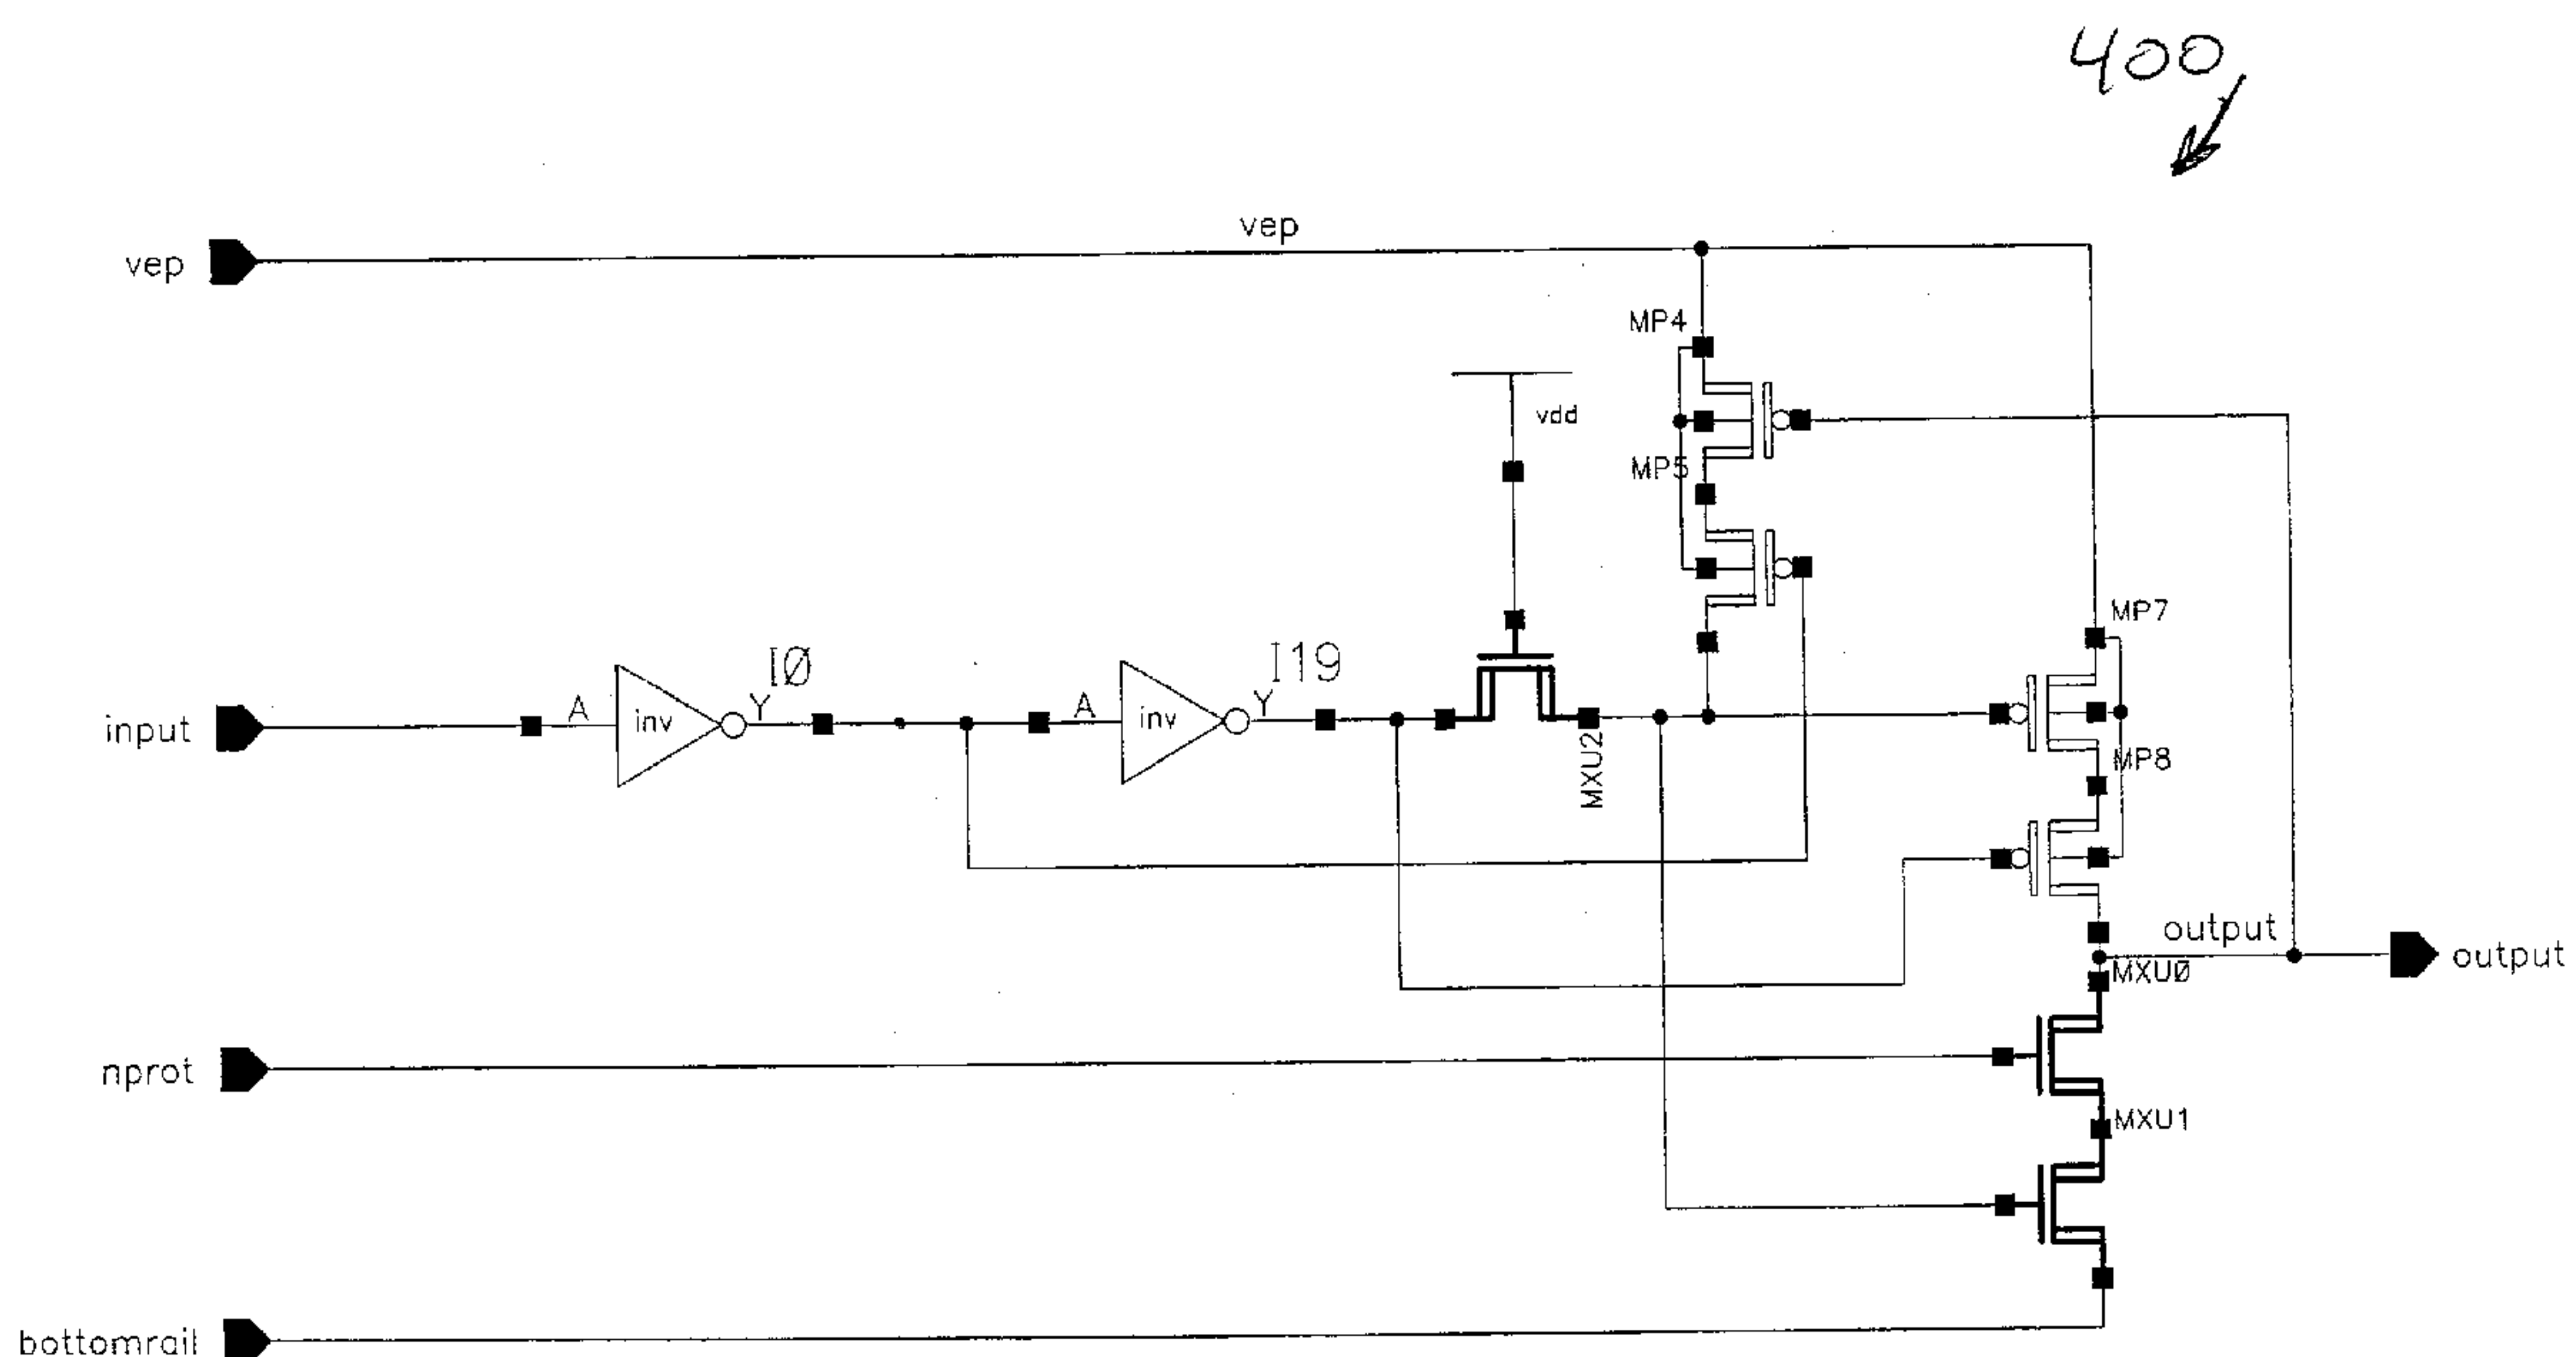 400
vep
vep
MP4
vdd
MP5
MP7
I0
I19
input
A
inv
Y
A
inv
Y
MXU2
MP8
output
output
MXU0
nprot
MXU1
bottomrail